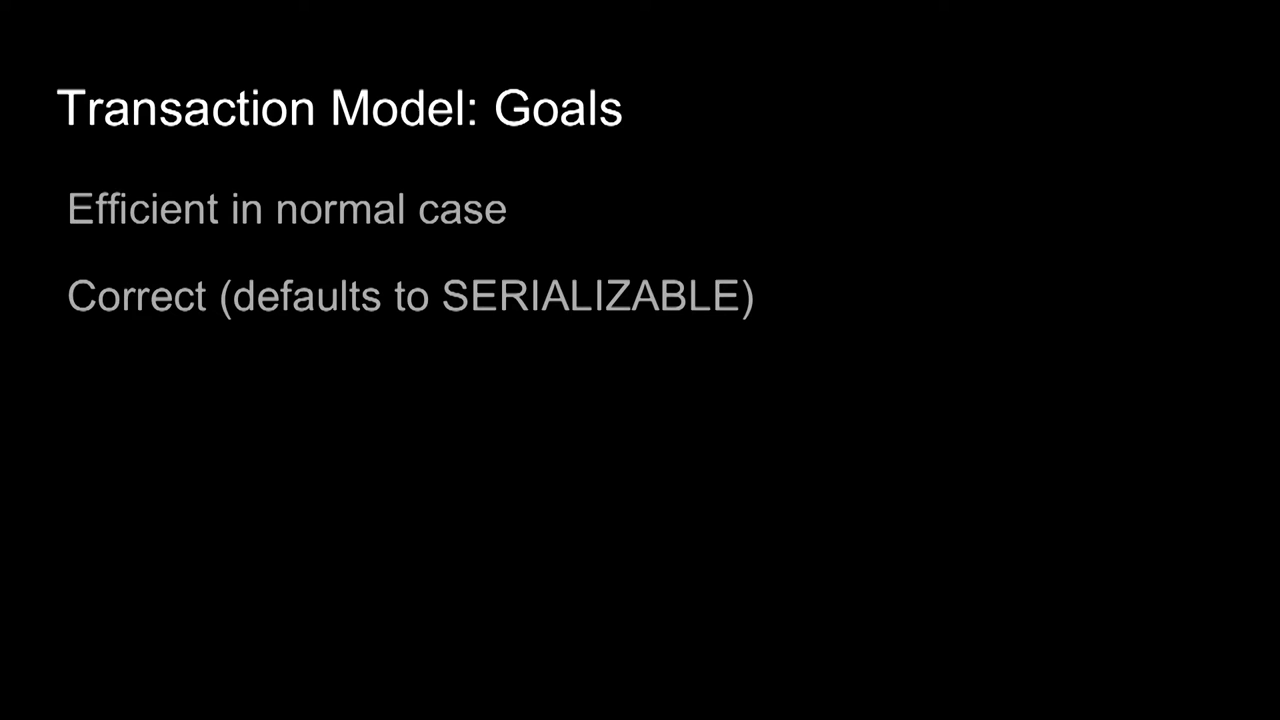 Transaction Model: Goals
Efficient in normal case
Correct (defaults to SERIALIZABLE)